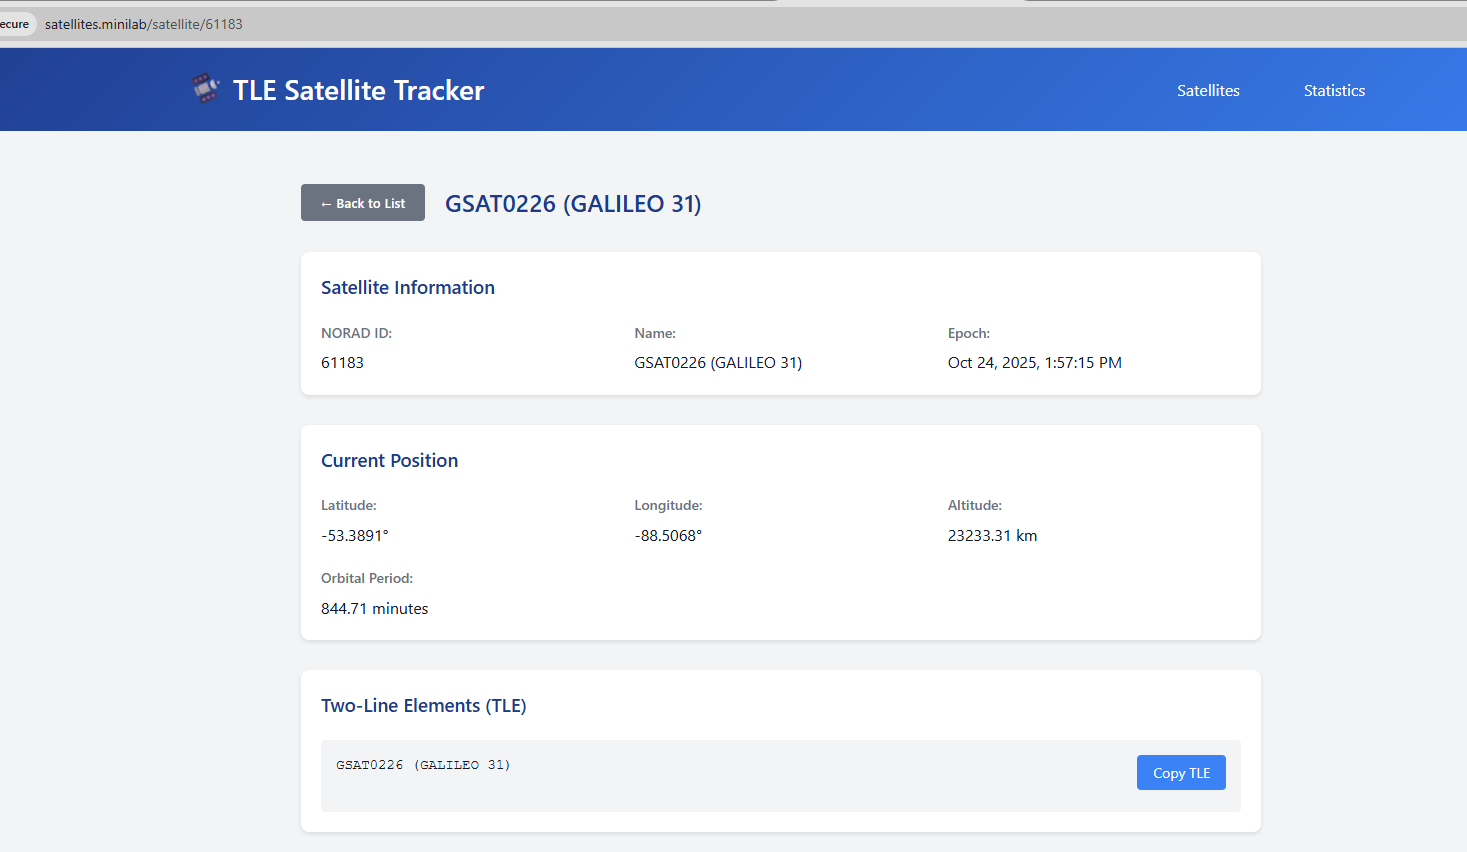 ecure satellites.minilab/satellite/61183
TLE Satellite Tracker
Satellites
Statistics
← Back to List
GSAT0226 (GALILEO 31)
Satellite Information
NORAD ID:
61183
Name:
GSAT0226 (GALILEO 31)
Epoch:
Oct 24, 2025, 1:57:15 PM
Current Position
Latitude:
-53.3891°
Longitude:
-88.5068°
Altitude:
23233.31 km
Orbital Period:
844.71 minutes
Two-Line Elements (TLE)
GSAT0226 (GALILEO 31)
Copy TLE